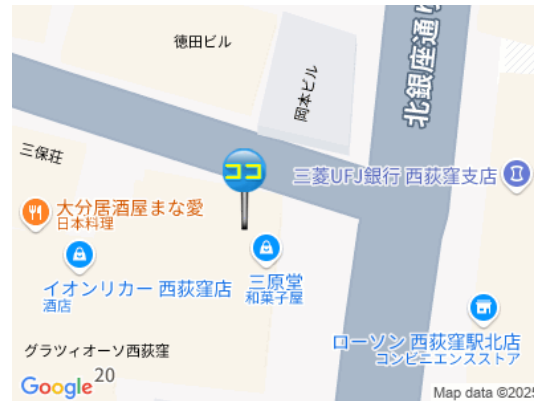 徳田ビル
岡本ビル
北銀座通り
三保荘
ココ
三菱UFJ銀行 西荻窪支店
大分居酒屋まな愛
日本料理
イオンリカー 西荻窪店
酒店
三原堂
和菓子屋
ローソン 西荻窪駅北店
コンビニエンスストア
グラツィオーソ西荻窪
20
Google
Map data ©2025